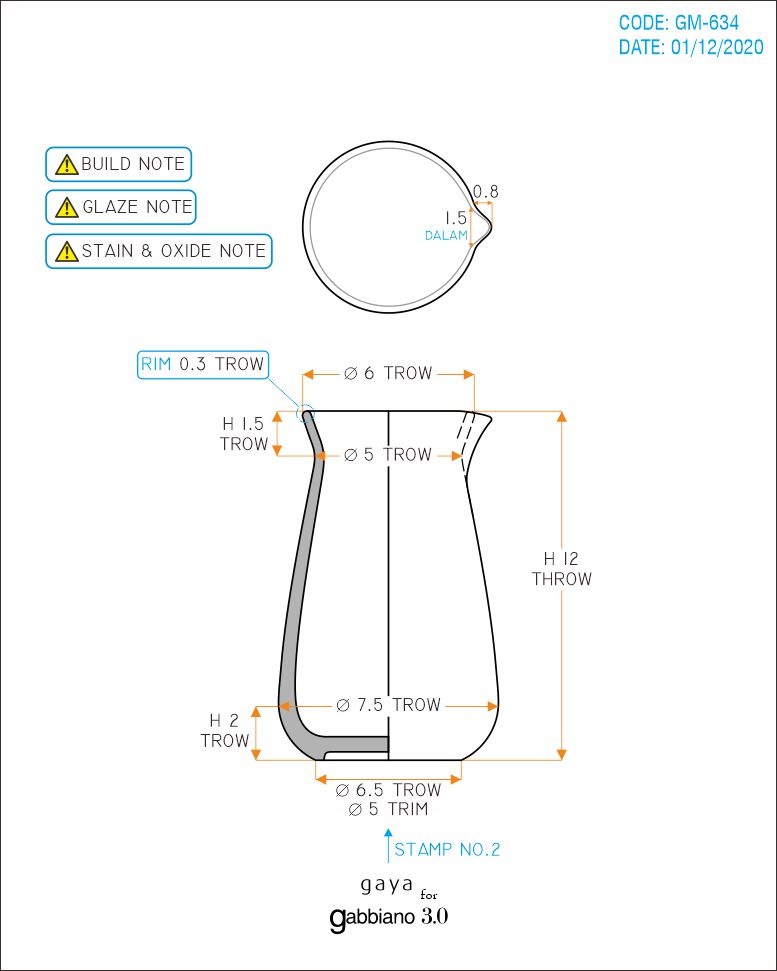 CODE: GM-634
DATE: 01/12/2020
BUILD NOTE
GLAZE NOTE
STAIN & OXIDE NOTE
0.8
1.5
DALAM
RIM 0.3 TROW
Ø 6 TROW
H 1.5
TROW
Ø 5 TROW
H 12
THROW
Ø 7.5 TROW
H 2
TROW
Ø 6.5 TROW
Ø 5 TRIM
STAMP NO.2
gaya for
gabbiano 3.0